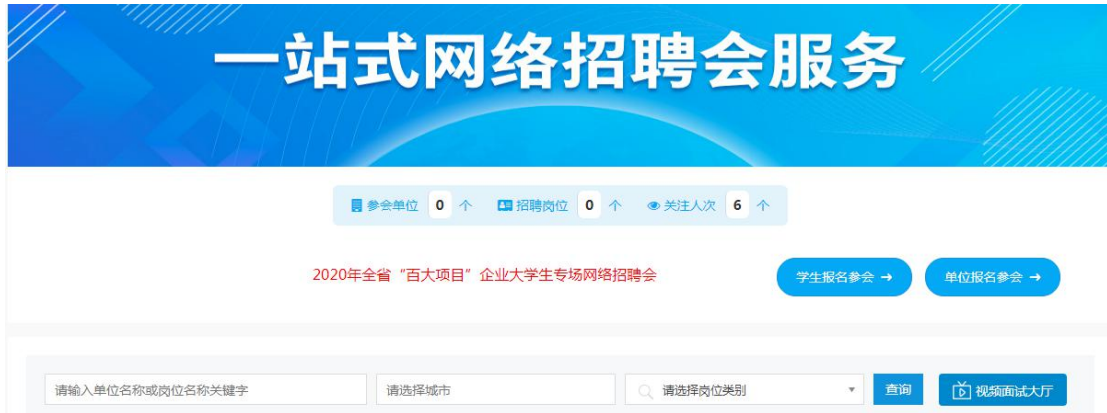 一站式网络招聘会服务
参会单位 0 个 招聘岗位 0 个 关注人次 6 个
2020年全省“百大项目”企业大学生专场网络招聘会 学生报名参会 → 单位报名参会 →
请输入单位名称或岗位名称关键字 请选择城市 请选择岗位类别 查询 视频面试大厅